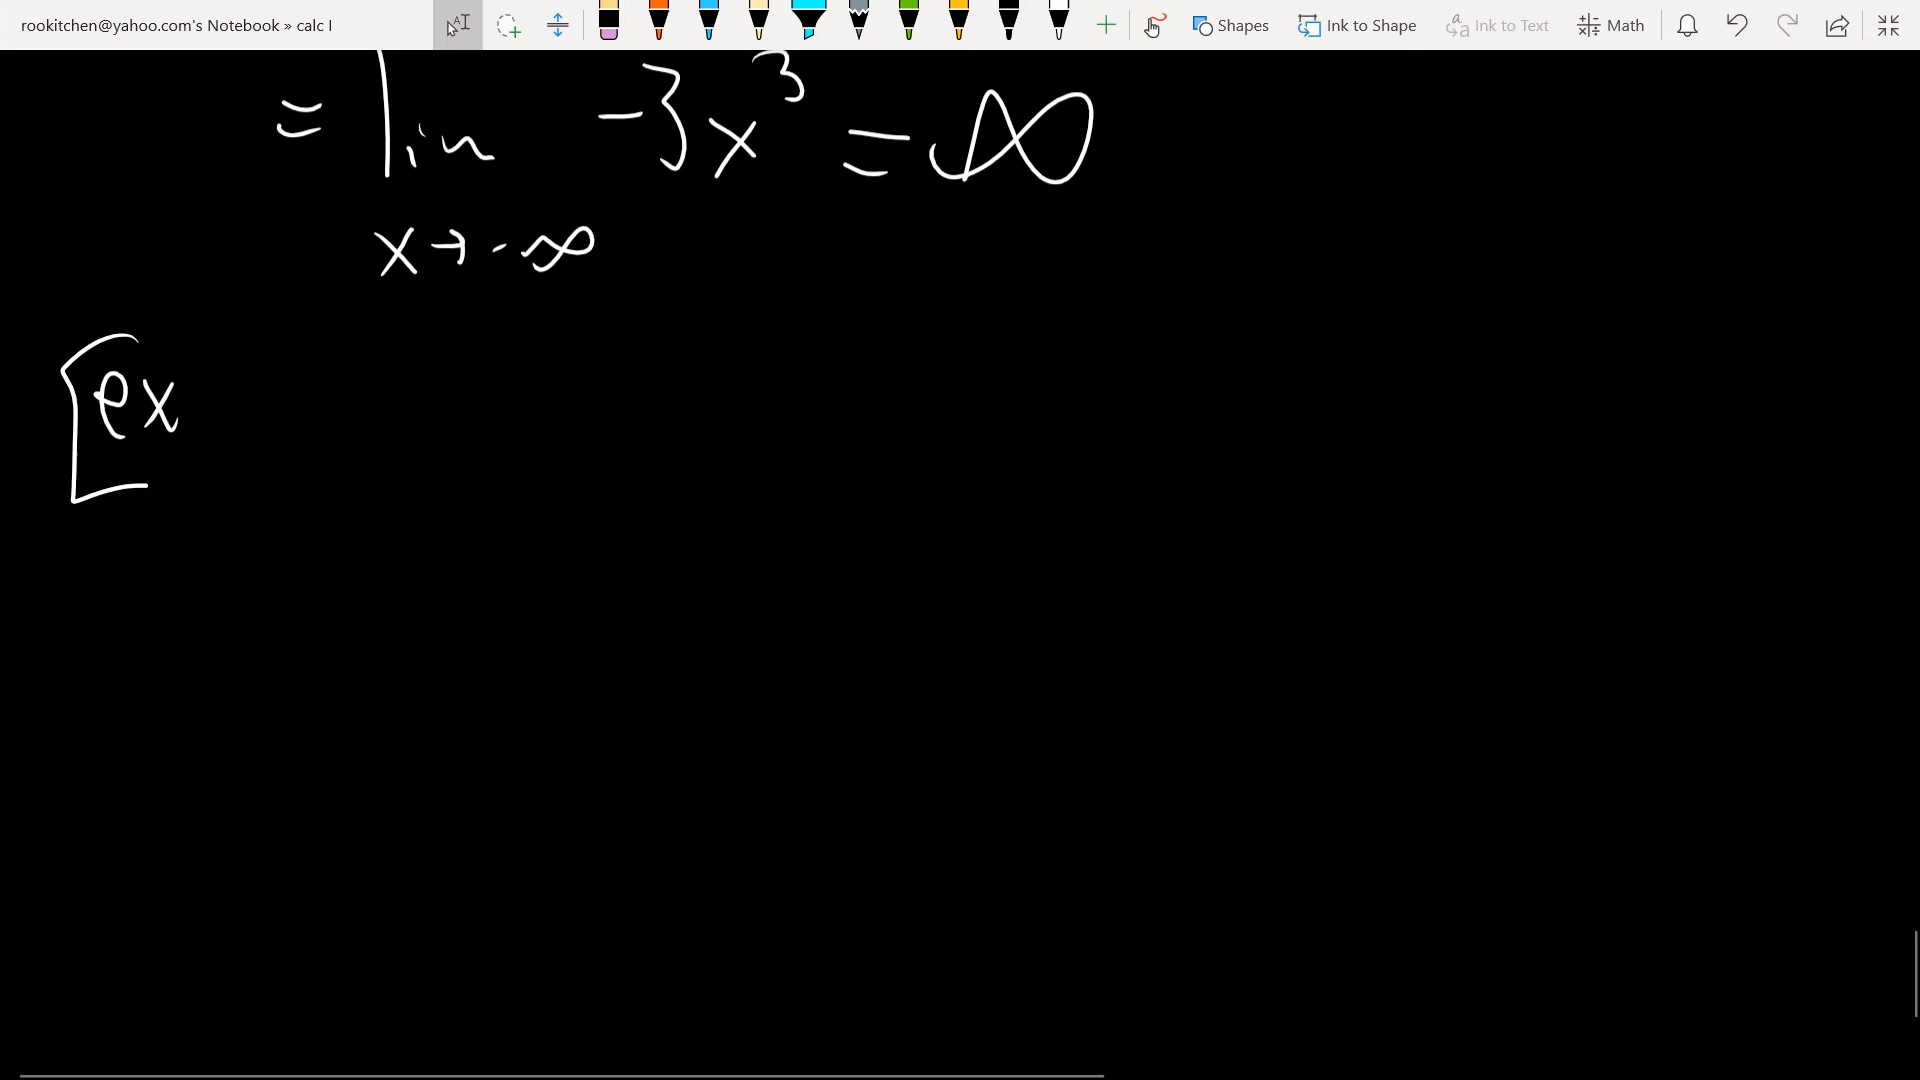 rookitchen@yahoo.com's Notebook » calc I Shapes Ink to Shape Ink to Text Math
= lim -3x³ = ∞
x → -∞
[ex